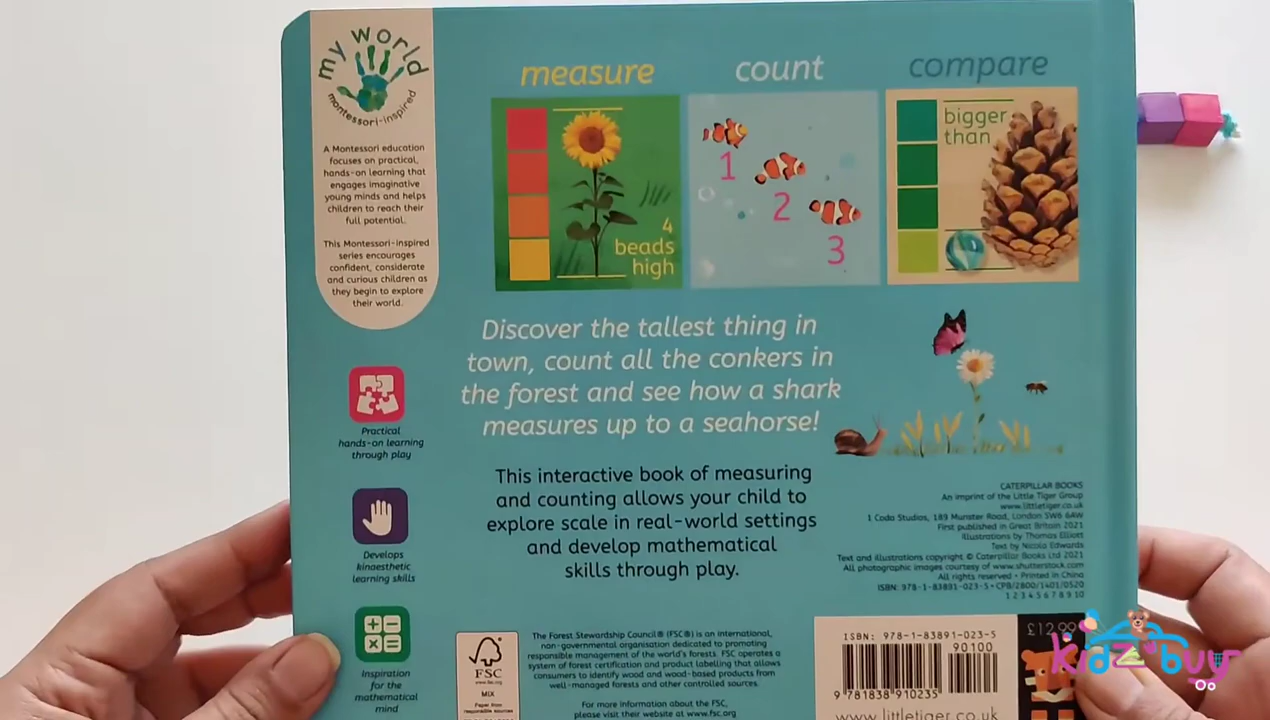 my world
montessori-inspired
A Montessori education
focuses on practical,
hands-on learning that
engages imaginative
young minds and helps
children to reach their
full potential.
This Montessori-inspired
series encourages
confident, considerate
and curious children as
they begin to explore
their world.
Practical
hands-on learning
through play
Develops
kinaesthetic
learning skills
Inspiration
for the
mathematical
mind
measure
4
beads
high
count
1
2
3
compare
bigger
than
Discover the tallest thing in
town, count all the conkers in
the forest and see how a shark
measures up to a seahorse!
This interactive book of measuring
and counting allows your child to
explore scale in real-world settings
and develop mathematical
skills through play.
CATERPILLAR BOOKS
An imprint of the Little Tiger Group
www.littletiger.co.uk
1 Coda Studios, 189 Munster Road, London SW6 6AW
First published in Great Britain 2021
Illustrations by Thomas Elliott
Text by Nicola Edwards
Text and illustrations copyright © Caterpillar Books Ltd 2021
All photographic images courtesy of www.shutterstock.com
All rights reserved • Printed in China
ISBN: 978-1-83891-023-5 • CPB/2800/1401/0520
1 2 3 4 5 6 7 8 9 10
FSC
www.fsc.org
MIX
Paper from
responsible sources
The Forest Stewardship Council® (FSC®) is an international,
non-governmental organisation dedicated to promoting
responsible management of the world's forests. FSC operates a
system of forest certification and product labelling that allows
consumers to identify wood and wood-based products from
well-managed forests and other controlled sources.
For more information about the FSC,
please visit their website at www.fsc.org
ISBN: 978-1-83891-023-5
90100
9 781838 910235
www.littletiger.co.uk
£12.99
kidz buy